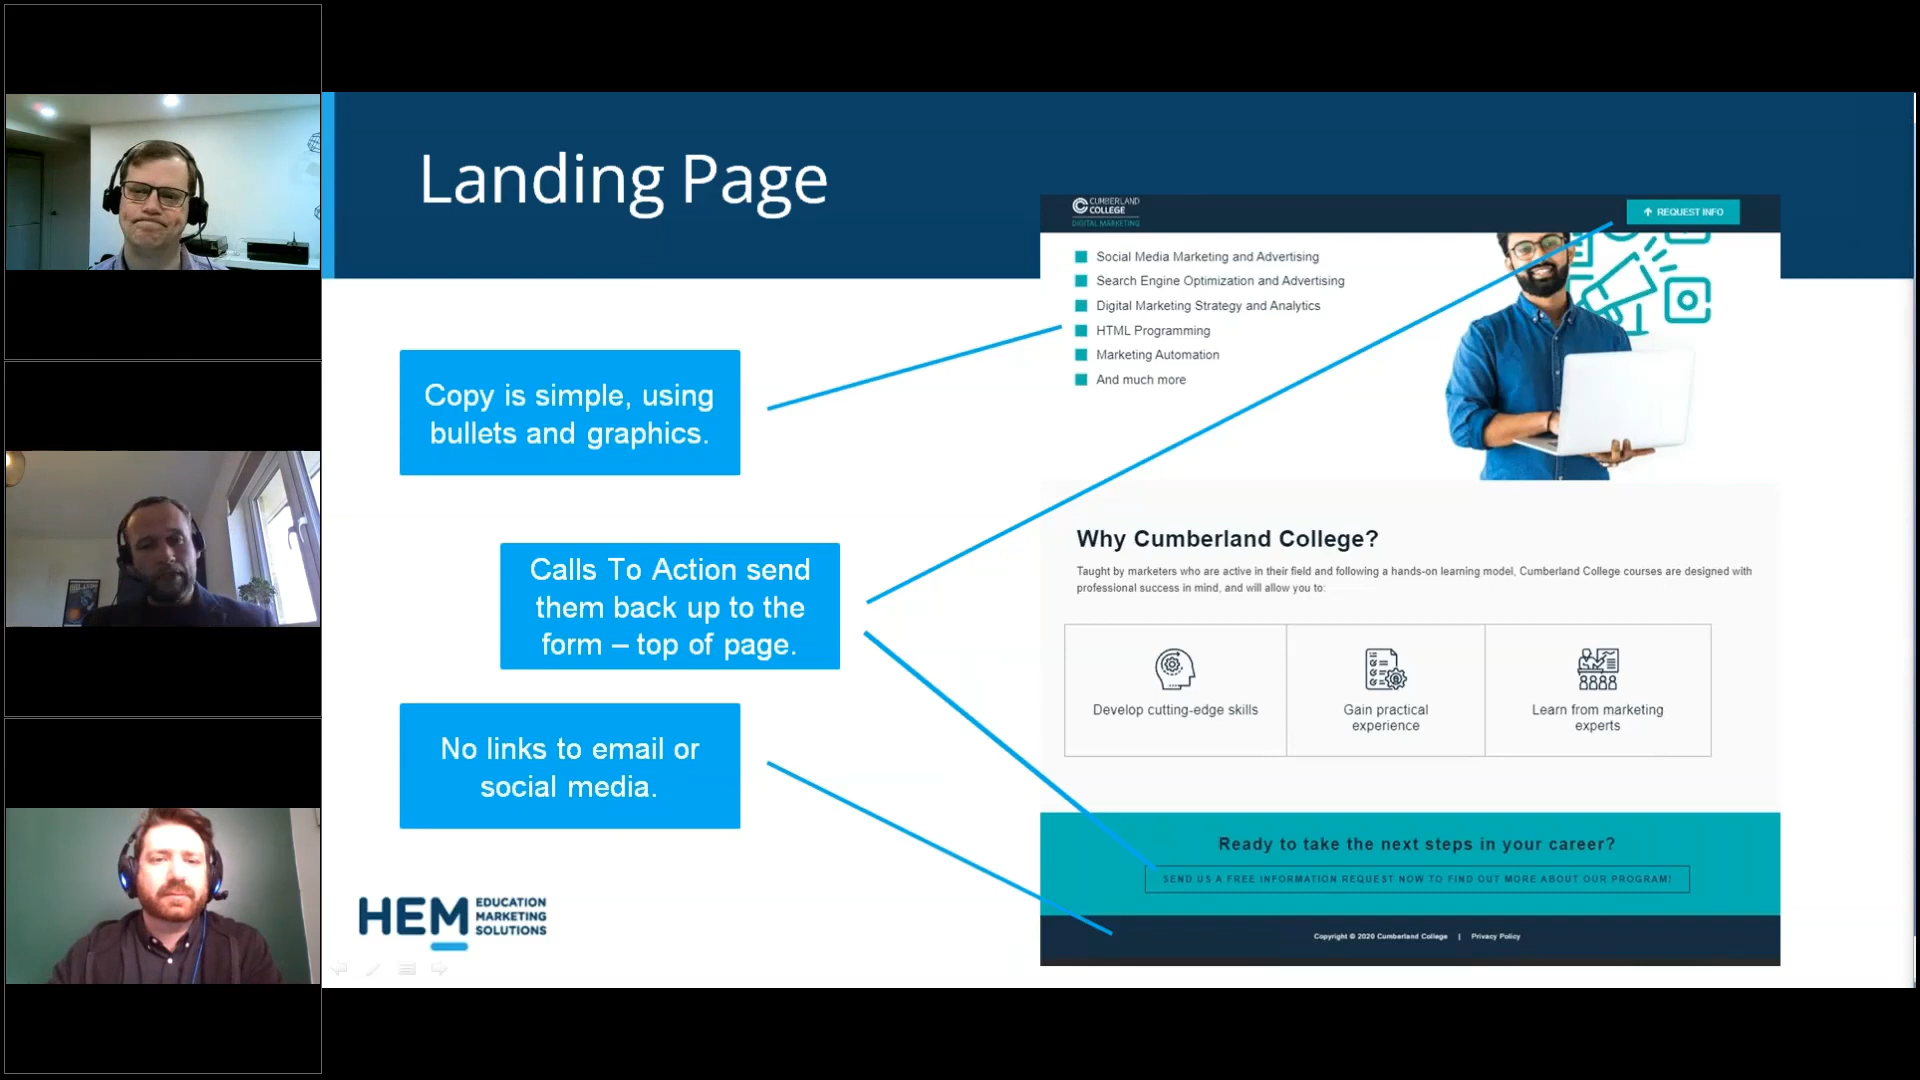 Landing Page
Copy is simple, using
bullets and graphics.
Calls To Action send
them back up to the
form – top of page.
No links to email or
social media.
HEM EDUCATION
MARKETING
SOLUTIONS
CUMBERLAND
COLLEGE
DIGITAL MARKETING
REQUEST INFO
Social Media Marketing and Advertising
Search Engine Optimization and Advertising
Digital Marketing Strategy and Analytics
HTML Programming
Marketing Automation
And much more
Why Cumberland College?
Taught by marketers who are active in their field and following a hands-on learning model, Cumberland College courses are designed with
professional success in mind, and will allow you to:
Develop cutting-edge skills
Gain practical
experience
Learn from marketing
experts
Ready to take the next steps in your career?
SEND US A FREE INFORMATION REQUEST NOW TO FIND OUT MORE ABOUT OUR PROGRAM!
Copyright © 2020 Cumberland College | Privacy Policy